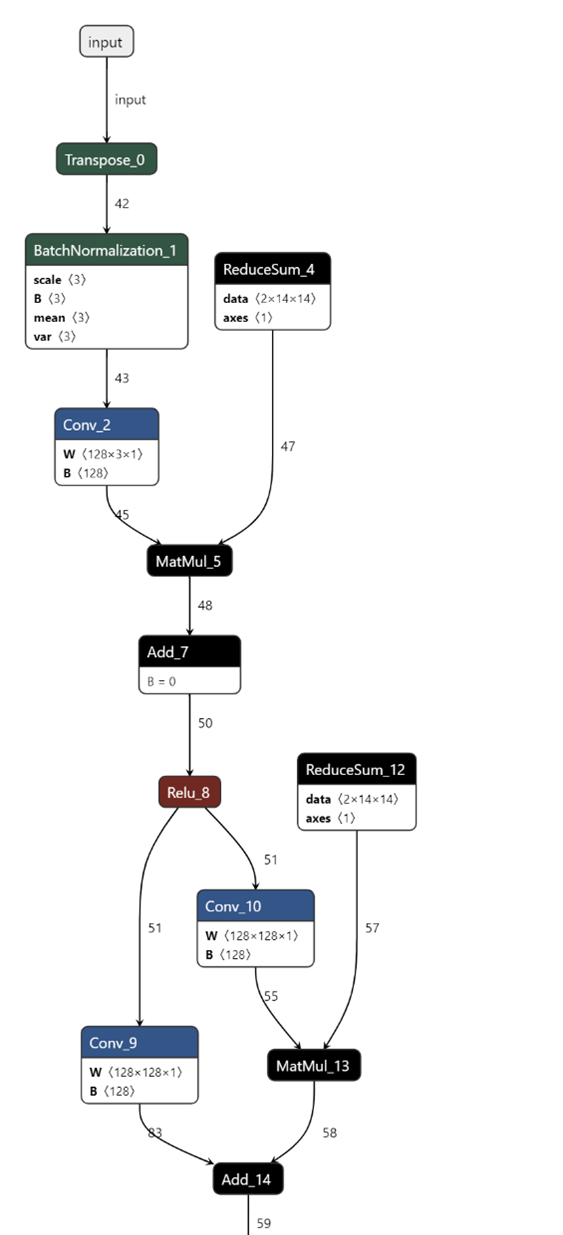 input
input
Transpose_0
42
BatchNormalization_1
scale 〈3〉
B 〈3〉
mean 〈3〉
var 〈3〉
ReduceSum_4
data 〈2×14×14〉
axes 〈1〉
43
Conv_2
W 〈128×3×1〉
B 〈128〉
47
45
MatMul_5
48
Add_7
B = 0
50
ReduceSum_12
data 〈2×14×14〉
axes 〈1〉
Relu_8
51
Conv_10
W 〈128×128×1〉
B 〈128〉
51
57
55
Conv_9
W 〈128×128×1〉
B 〈128〉
MatMul_13
83
58
Add_14
59